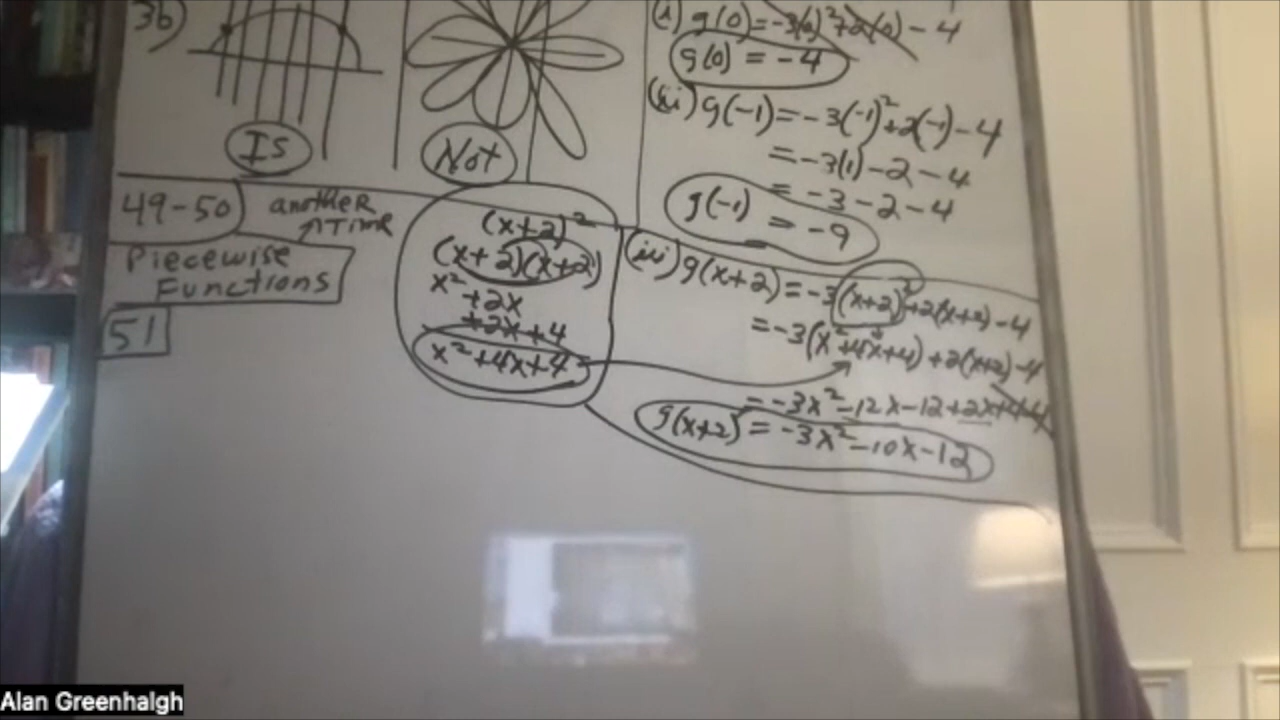 3b)
Is
Not
(i) g(0) = -3(0)²+2(0) - 4
g(0) = -4
(ii) g(-1) = -3(-1)²+2(-1) - 4
= -3(1) - 2 - 4
= -3 - 2 - 4
g(-1) = -9
49-50 another Time
Piecewise
Functions
51
(x+2)²
(x+2)(x+2)
x²
+2x
+2x+4
x²+4x+4
(iii) g(x+2) = -3(x+2)²+2(x+2) - 4
= -3(x²+4x+4) + 2(x+2) - 4
= -3x² - 12x - 12 + 2x+4-4
g(x+2) = -3x² - 10x - 12
Alan Greenhalgh